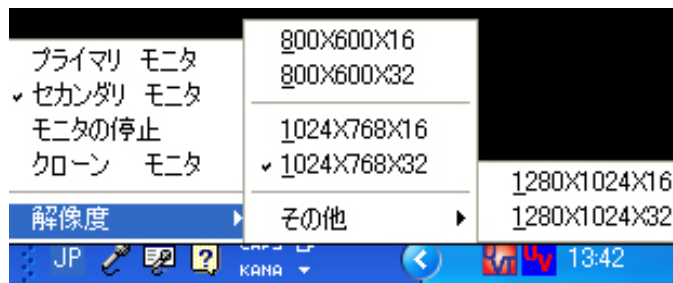 プライマリ モニタ
セカンダリ モニタ
モニタの停止
クローン モニタ
解像度
800X600X16
800X600X32
1024X768X16
1024X768X32
その他
1280X1024X16
1280X1024X32
JP
KANA
13:42